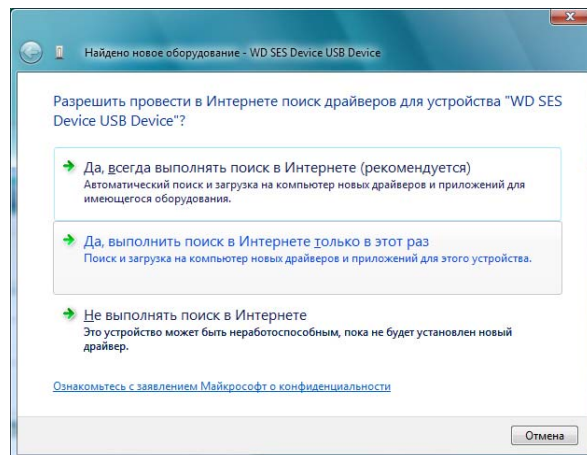 Найдено новое оборудование - WD SES Device USB Device
Разрешить провести в Интернете поиск драйверов для устройства "WD SES
Device USB Device"?
Да, всегда выполнять поиск в Интернете (рекомендуется)
Автоматический поиск и загрузка на компьютер новых драйверов и приложений для
имеющегося оборудования.
Да, выполнить поиск в Интернете только в этот раз
Поиск и загрузка на компьютер новых драйверов и приложений для этого устройства.
Не выполнять поиск в Интернете
Это устройство может быть неработоспособным, пока не будет установлен новый
драйвер.
Ознакомьтесь с заявлением Майкрософт о конфиденциальности
Отмена